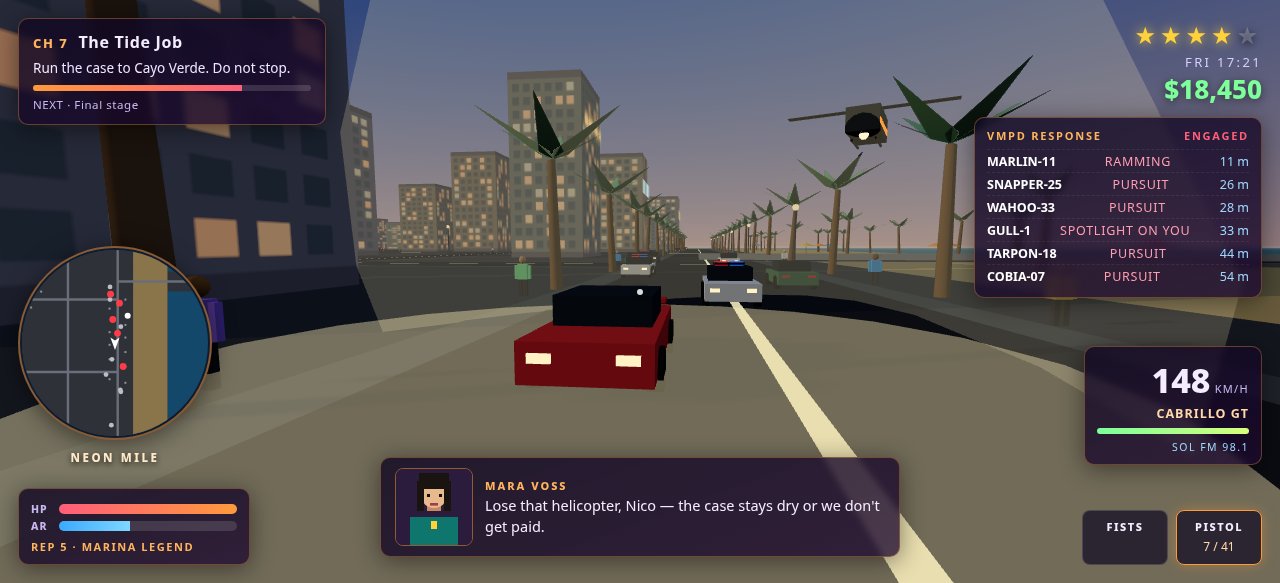 CH 7 The Tide Job
Run the case to Cayo Verde. Do not stop.
NEXT · Final stage
FRI 17:21
$18,450
VMPD RESPONSE ENGAGED
MARLIN-11 RAMMING 11 m
SNAPPER-25 PURSUIT 26 m
WAHOO-33 PURSUIT 28 m
GULL-1 SPOTLIGHT ON YOU 33 m
TARPON-18 PURSUIT 44 m
COBIA-07 PURSUIT 54 m
148 KM/H
CABRILLO GT
SOL FM 98.1
NEON MILE
HP
AR
REP 5 · MARINA LEGEND
MARA VOSS
Lose that helicopter, Nico — the case stays dry or we don't
get paid.
FISTS
PISTOL
7 / 41